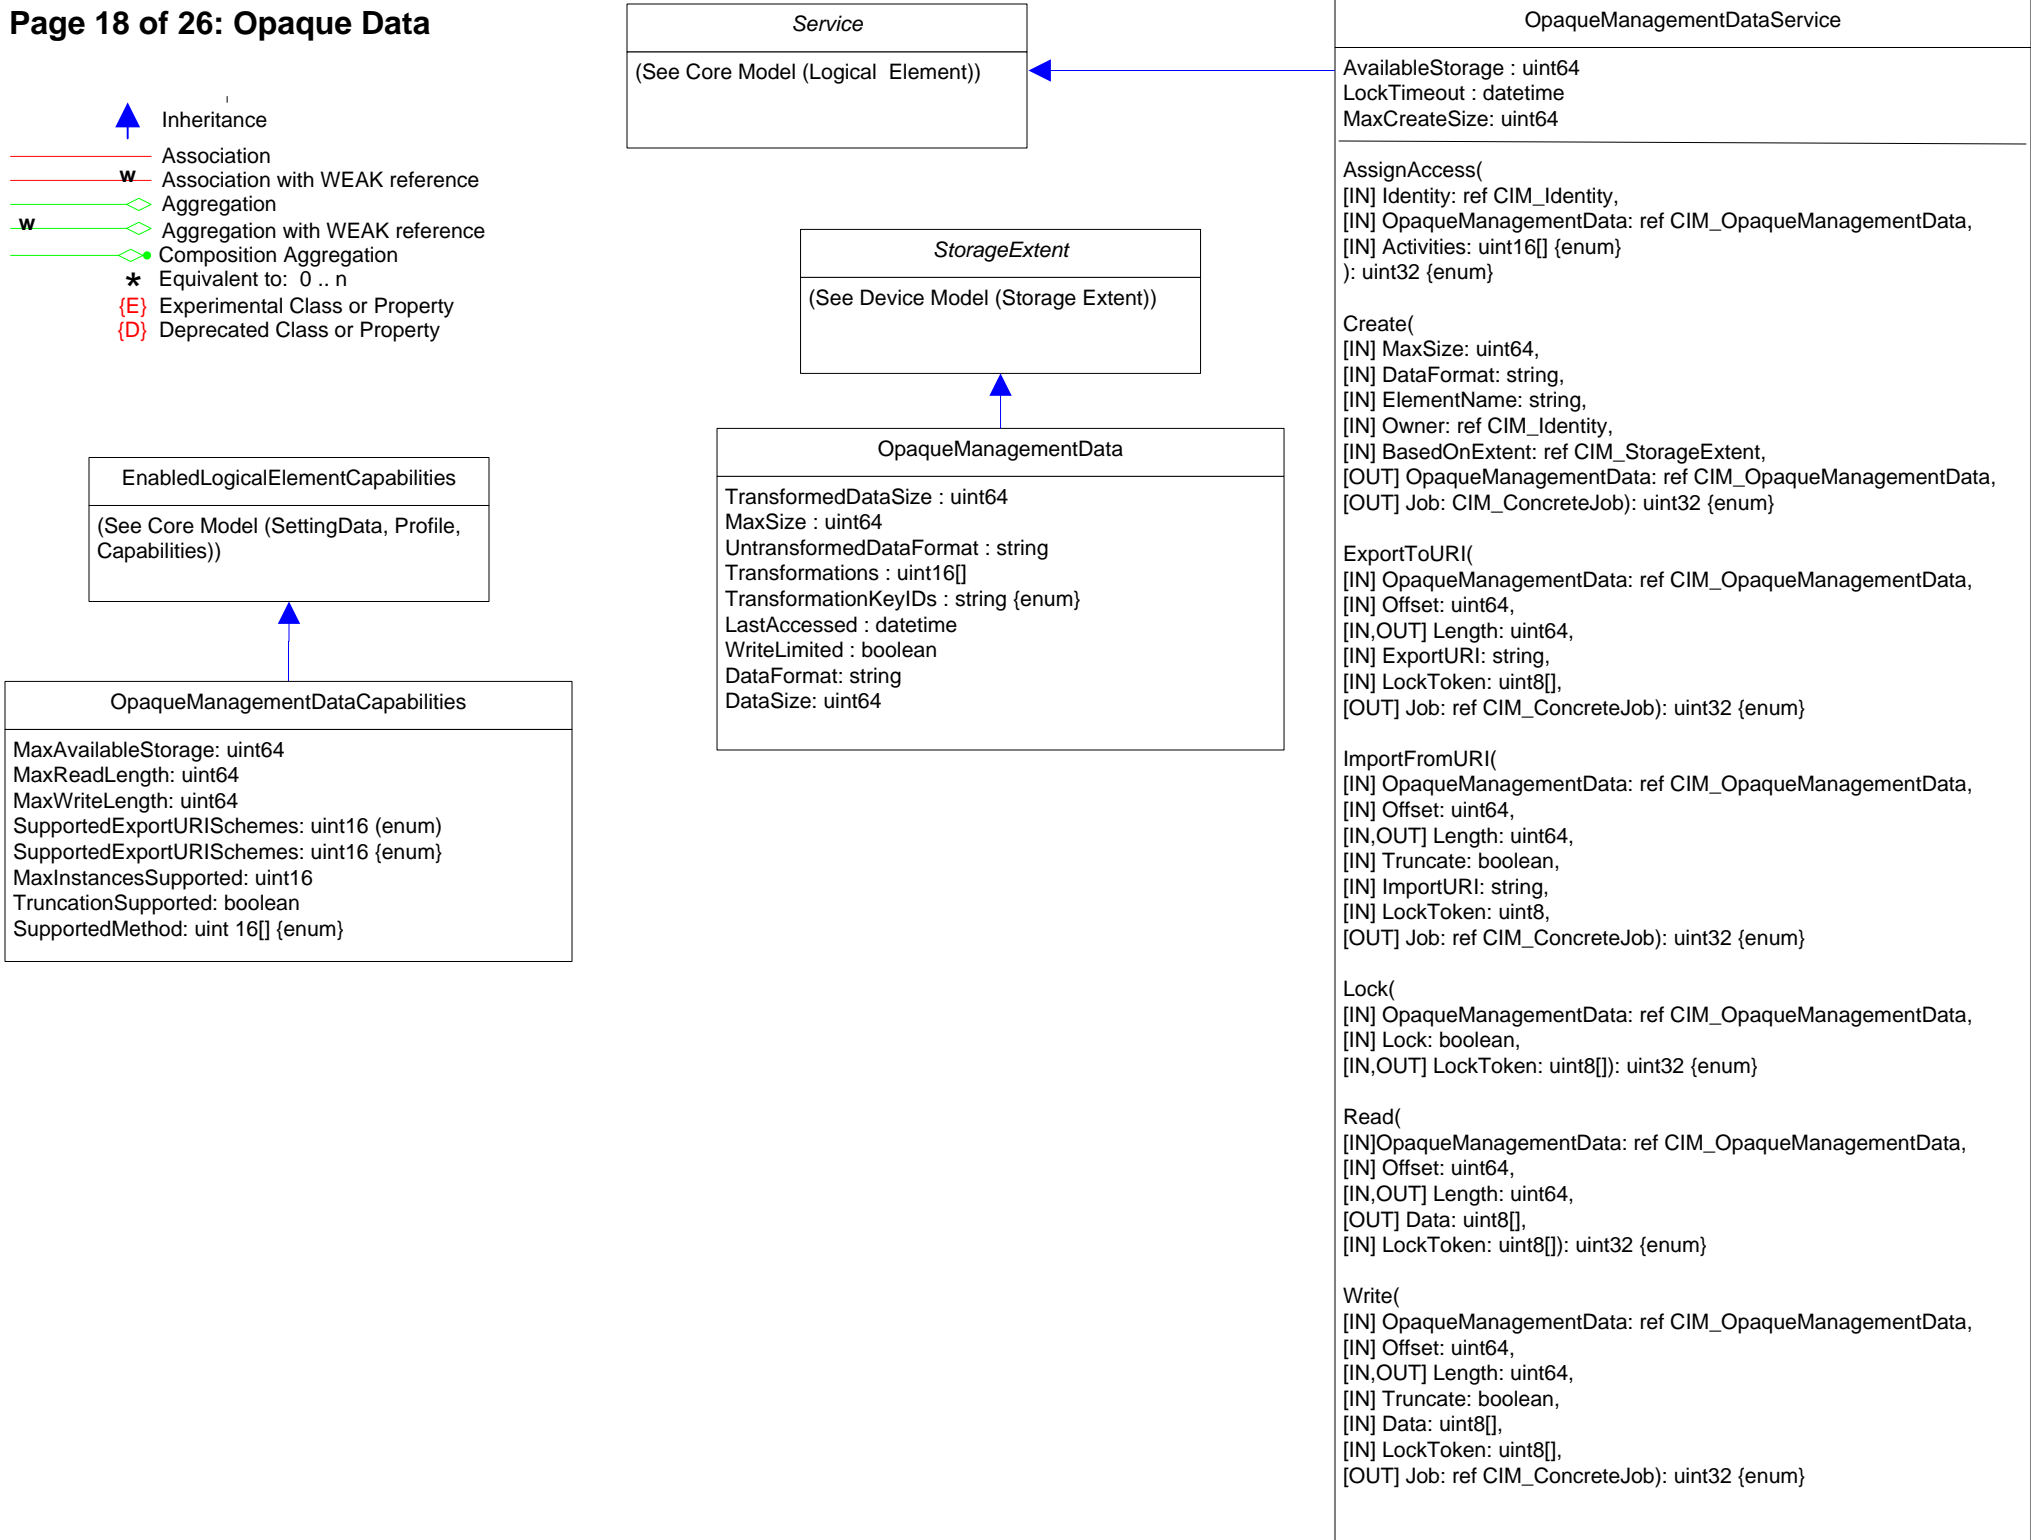 Page 18 of 26: Opaque Data
Inheritance
Association
w
Association with WEAK reference
Aggregation
w
Aggregation with WEAK reference
Composition Aggregation
* Equivalent to: 0 .. n
{E} Experimental Class or Property
{D} Deprecated Class or Property
Service
(See Core Model (Logical Element))
StorageExtent
(See Device Model (Storage Extent))
EnabledLogicalElementCapabilities
(See Core Model (SettingData, Profile,
Capabilities))
OpaqueManagementDataCapabilities
MaxAvailableStorage: uint64
MaxReadLength: uint64
MaxWriteLength: uint64
SupportedExportURISchemes: uint16 (enum)
SupportedExportURISchemes: uint16 {enum}
MaxInstancesSupported: uint16
TruncationSupported: boolean
SupportedMethod: uint 16[] {enum}
OpaqueManagementData
TransformedDataSize : uint64
MaxSize : uint64
UntransformedDataFormat : string
Transformations : uint16[]
TransformationKeyIDs : string {enum}
LastAccessed : datetime
WriteLimited : boolean
DataFormat: string
DataSize: uint64
OpaqueManagementDataService
AvailableStorage : uint64
LockTimeout : datetime
MaxCreateSize: uint64
AssignAccess(
[IN] Identity: ref CIM_Identity,
[IN] OpaqueManagementData: ref CIM_OpaqueManagementData,
[IN] Activities: uint16[] {enum}
): uint32 {enum}
Create(
[IN] MaxSize: uint64,
[IN] DataFormat: string,
[IN] ElementName: string,
[IN] Owner: ref CIM_Identity,
[IN] BasedOnExtent: ref CIM_StorageExtent,
[OUT] OpaqueManagementData: ref CIM_OpaqueManagementData,
[OUT] Job: CIM_ConcreteJob): uint32 {enum}
ExportToURI(
[IN] OpaqueManagementData: ref CIM_OpaqueManagementData,
[IN] Offset: uint64,
[IN,OUT] Length: uint64,
[IN] ExportURI: string,
[IN] LockToken: uint8[],
[OUT] Job: ref CIM_ConcreteJob): uint32 {enum}
ImportFromURI(
[IN] OpaqueManagementData: ref CIM_OpaqueManagementData,
[IN] Offset: uint64,
[IN,OUT] Length: uint64,
[IN] Truncate: boolean,
[IN] ImportURI: string,
[IN] LockToken: uint8,
[OUT] Job: ref CIM_ConcreteJob): uint32 {enum}
Lock(
[IN] OpaqueManagementData: ref CIM_OpaqueManagementData,
[IN] Lock: boolean,
[IN,OUT] LockToken: uint8[]): uint32 {enum}
Read(
[IN]OpaqueManagementData: ref CIM_OpaqueManagementData,
[IN] Offset: uint64,
[IN,OUT] Length: uint64,
[OUT] Data: uint8[],
[IN] LockToken: uint8[]): uint32 {enum}
Write(
[IN] OpaqueManagementData: ref CIM_OpaqueManagementData,
[IN] Offset: uint64,
[IN,OUT] Length: uint64,
[IN] Truncate: boolean,
[IN] Data: uint8[],
[IN] LockToken: uint8[],
[OUT] Job: ref CIM_ConcreteJob): uint32 {enum}